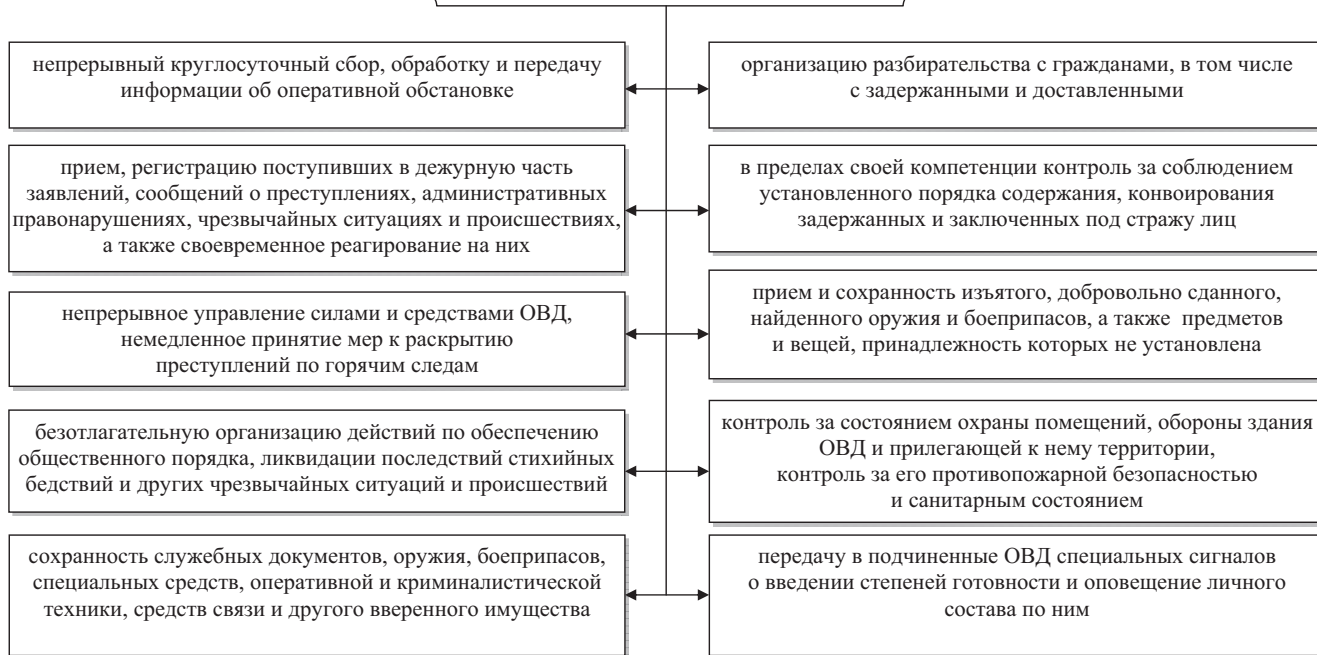 непрерывный круглосуточный сбор, обработку и передачу
информации об оперативной обстановке
организацию разбирательства с гражданами, в том числе
с задержанными и доставленными
прием, регистрацию поступивших в дежурную часть
заявлений, сообщений о преступлениях, административных
правонарушениях, чрезвычайных ситуациях и происшествиях,
а также своевременное реагирование на них
в пределах своей компетенции контроль за соблюдением
установленного порядка содержания, конвоирования
задержанных и заключенных под стражу лиц
непрерывное управление силами и средствами ОВД,
немедленное принятие мер к раскрытию
преступлений по горячим следам
прием и сохранность изъятого, добровольно сданного,
найденного оружия и боеприпасов, а также предметов
и вещей, принадлежность которых не установлена
безотлагательную организацию действий по обеспечению
общественного порядка, ликвидации последствий стихийных
бедствий и других чрезвычайных ситуаций и происшествий
контроль за состоянием охраны помещений, обороны здания
ОВД и прилегающей к нему территории,
контроль за его противопожарной безопасностью
и санитарным состоянием
сохранность служебных документов, оружия, боеприпасов,
специальных средств, оперативной и криминалистической
техники, средств связи и другого вверенного имущества
передачу в подчиненные ОВД специальных сигналов
о введении степеней готовности и оповещение личного
состава по ним